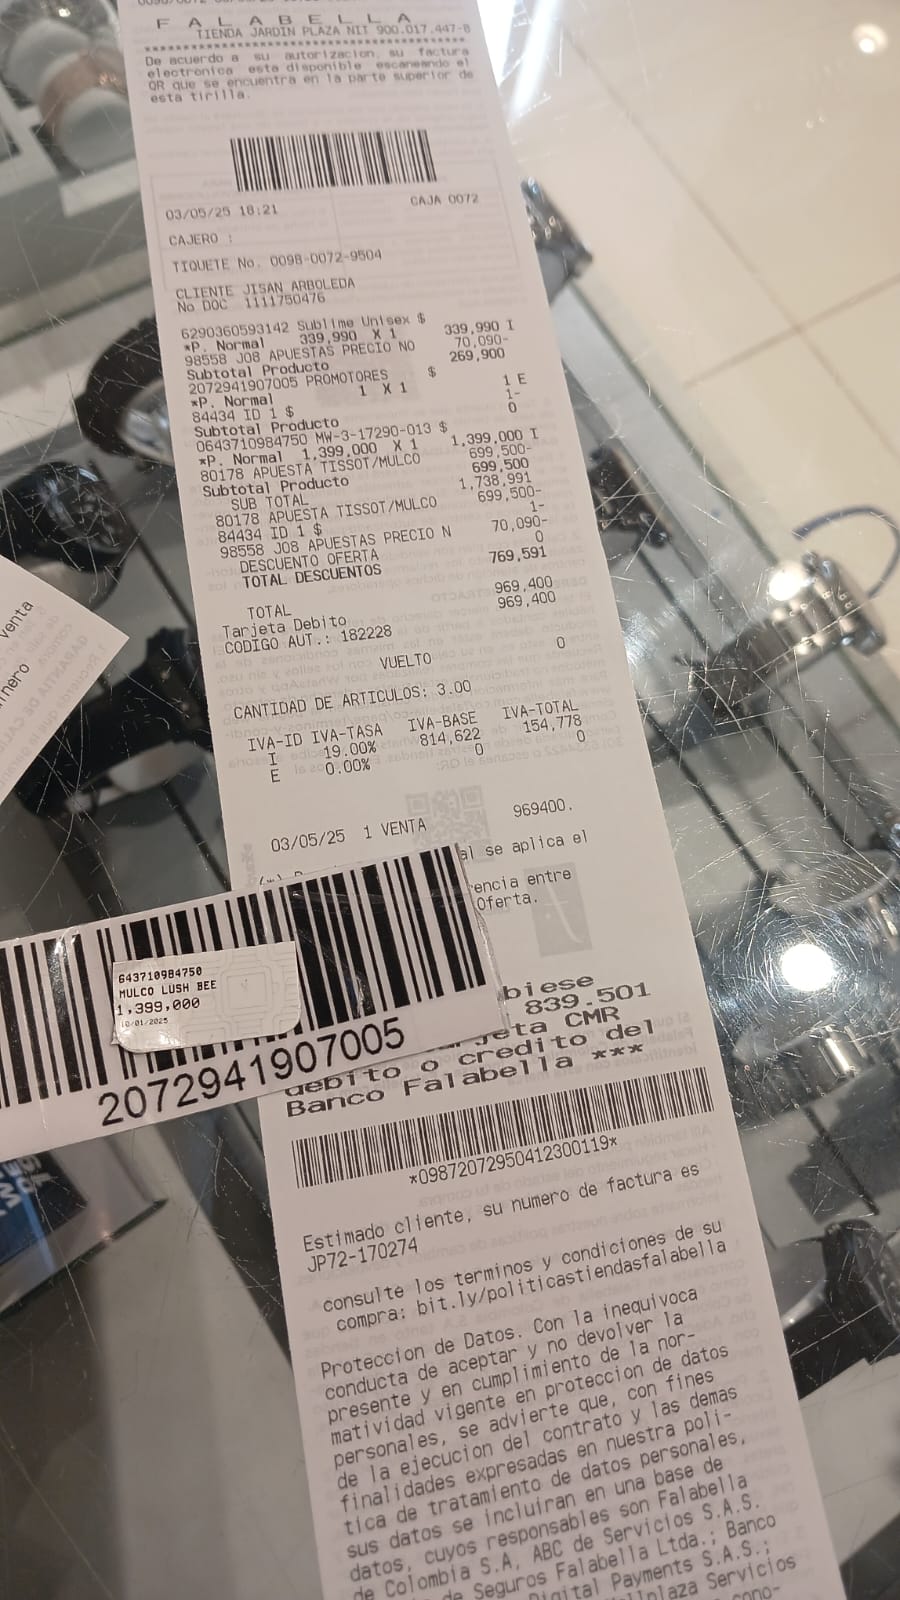 F A L A B E L L A
TIENDA JARDIN PLAZA NIT 900.017.447-8
De acuerdo a su autorizacion, su factura
electronica esta disponible escaneando el
QR que se encuentra en la parte superior de
esta tirilla.
03/05/25 18:21 CAJA 0072
CAJERO :
TIQUETE No. 0098-0072-9504
CLIENTE JISAN ARBOLEDA
No DOC 1111750476
6290360593142 Sublime Unisex $
*P. Normal 339,990 X 1 339,990 I
98558 J08 APUESTAS PRECIO NO 70,090-
Subtotal Producto 269,900
2072941907005 PROMOTORES $
*P. Normal 1 X 1 1 E
84434 ID 1 $ 1-
Subtotal Producto 0
0643710984750 MW-3-17290-013 $
*P. Normal 1,399,000 X 1 1,399,000 I
80178 APUESTA TISSOT/MULCO 699,500-
Subtotal Producto 699,500
SUB TOTAL 1,738,991
80178 APUESTA TISSOT/MULCO 699,500-
84434 ID 1 $ 1-
98558 J08 APUESTAS PRECIO N 70,090-
DESCUENTO OFERTA 0
TOTAL DESCUENTOS 769,591
TOTAL 969,400
Tarjeta Debito 969,400
CODIGO AUT.: 182228
VUELTO 0
CANTIDAD DE ARTICULOS: 3.00
IVA-ID IVA-TASA IVA-BASE IVA-TOTAL
I 19.00% 814,622 154,778
E 0.00% 0 0
03/05/25 1 VENTA 969400.
al se aplica el
encia entre
Oferta.
venta
nero
643710984750
MULCO LUSH BEE
1,399,000
10/01/2025
2072941907005
biese
839.501
jeta CMR
debito o credito del
Banco Falabella ***
*09872072950412300119*
Estimado cliente, su numero de factura es
JP72-170274
consulte los terminos y condiciones de su
compra: bit.ly/politicastiendasfalabella
Proteccion de Datos. Con la inequivoca
conducta de aceptar y no devolver la
presente y en cumplimiento de la nor-
matividad vigente en proteccion de datos
personales, se advierte que, con fines
de la ejecucion del contrato y las demas
finalidades expresadas en nuestra poli-
tica de tratamiento de datos personales,
sus datos se incluiran en una base de
datos, cuyos responsables son Falabella
de Colombia S.A, ABC de Servicios S.A.S.
de Seguros Falabella Ltda.; Banco
Digital Payments S.A.S.;
Servicios